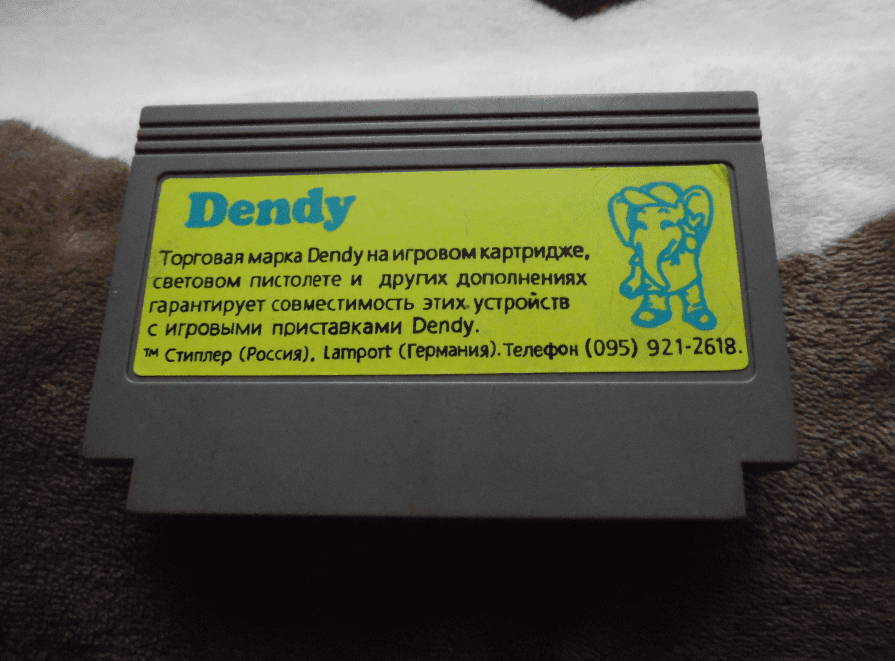 Dendy
Торговая марка Dendy на игровом картридже,
световом пистолете и других дополнениях
гарантирует совместимость этих устройств
с игровыми приставками Dendy.
™ Стиплер (Россия), Lamport (Германия). Телефон (095) 921-2618.